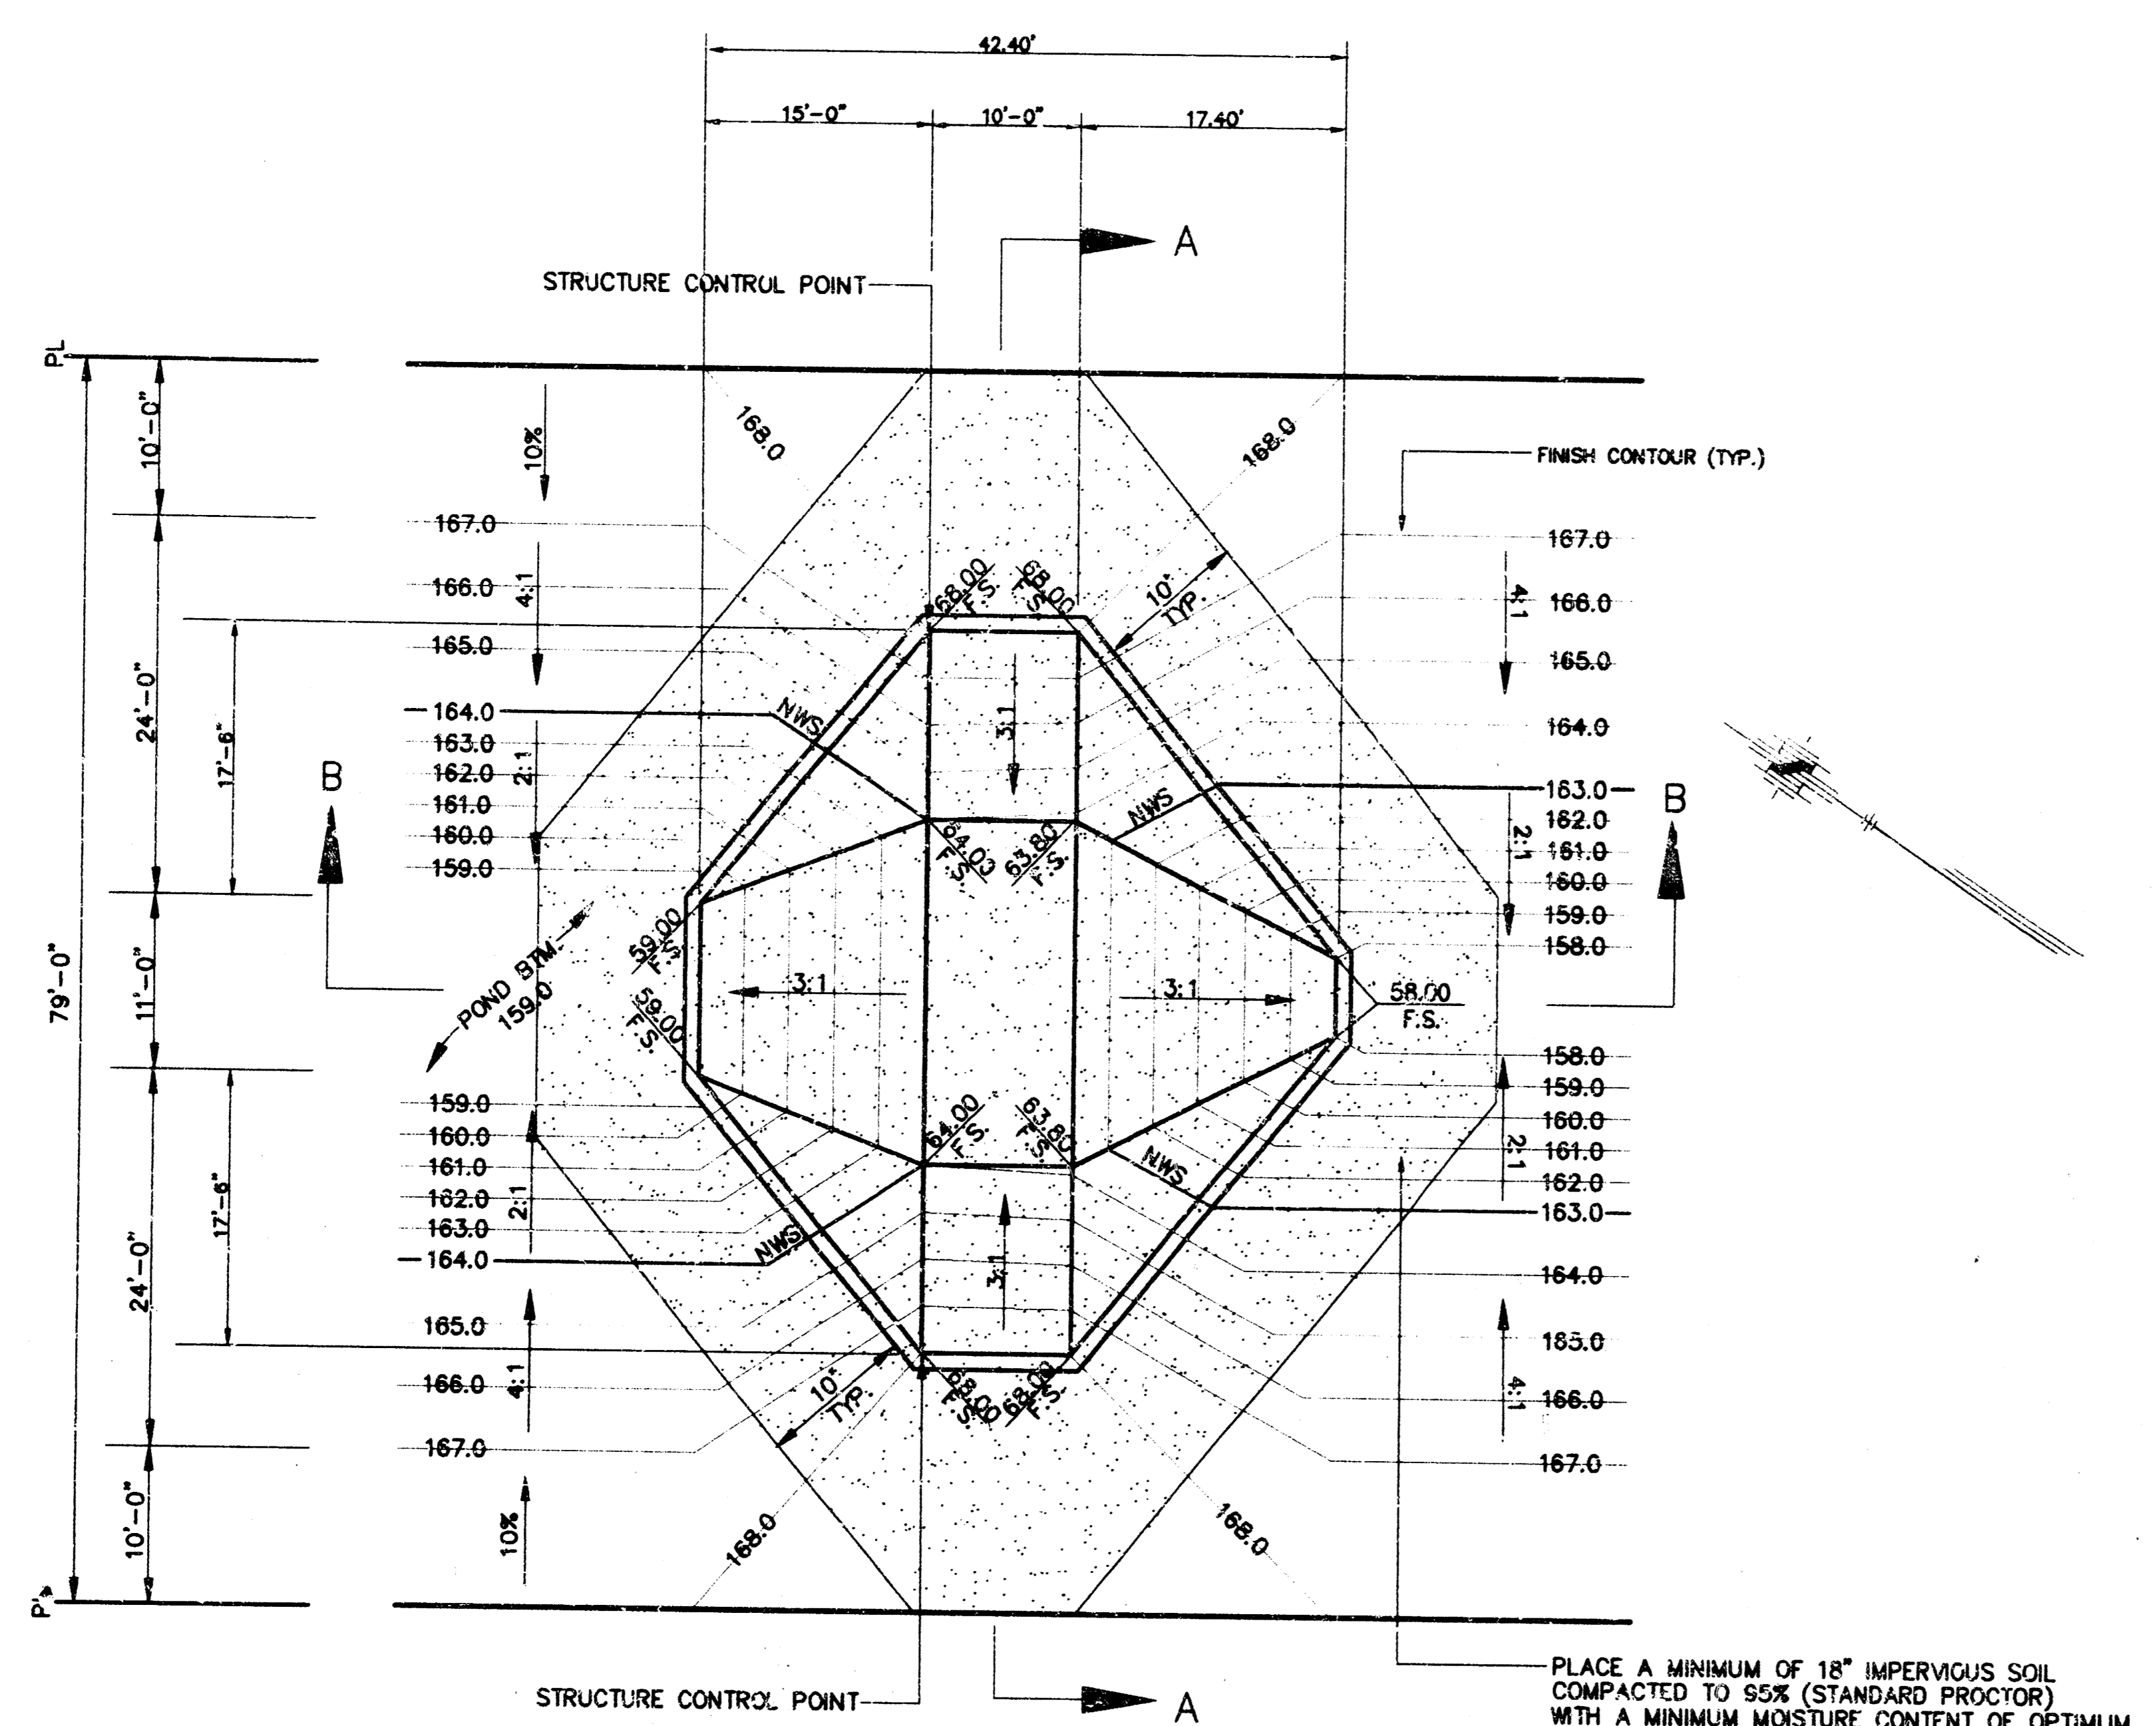 42.40'
15'-0" 10'-0" 17.40'
A
STRUCTURE CONTROL POINT
PL
10'-0"
10%
168.0 168.0
FINISH CONTOUR (TYP.)
167.0 167.0
4:1 4:1
166.0 166.0
68.00 F.S. 68.00 F.S.
10'
TYP.
165.0 165.0
24'-0"
17'-6"
164.0 NWS 164.0
3:1
163.0 NWS 163.0
B B
2:1 2:1
162.0 162.0
161.0 161.0
160.0 160.0
159.0 159.0
64.00 F.S. 63.80 F.S.
158.0
59.00
F.S.
79'-0"
11'-0"
POND BTM.
159.0
3:1 3:1
58.00
F.S.
59.00
F.S.
158.0
159.0 159.0
160.0 160.0
64.00 F.S. 63.80 F.S.
161.0 161.0
2:1 2:1
162.0 NWS 162.0
17'-6"
163.0 163.0
24'-0"
164.0 NWS 164.0
3:1
165.0 165.0
4:1 4:1
166.0 166.0
10'
TYP.
68.00 F.S. 68.00 F.S.
167.0 167.0
10'-0"
10%
168.0 168.0
STRUCTURE CONTROL POINT
A
PLACE A MINIMUM OF 18" IMPERVIOUS SOIL
COMPACTED TO 95% (STANDARD PROCTOR)
WITH A MINIMUM MOISTURE CONTENT OF OPTIMUM